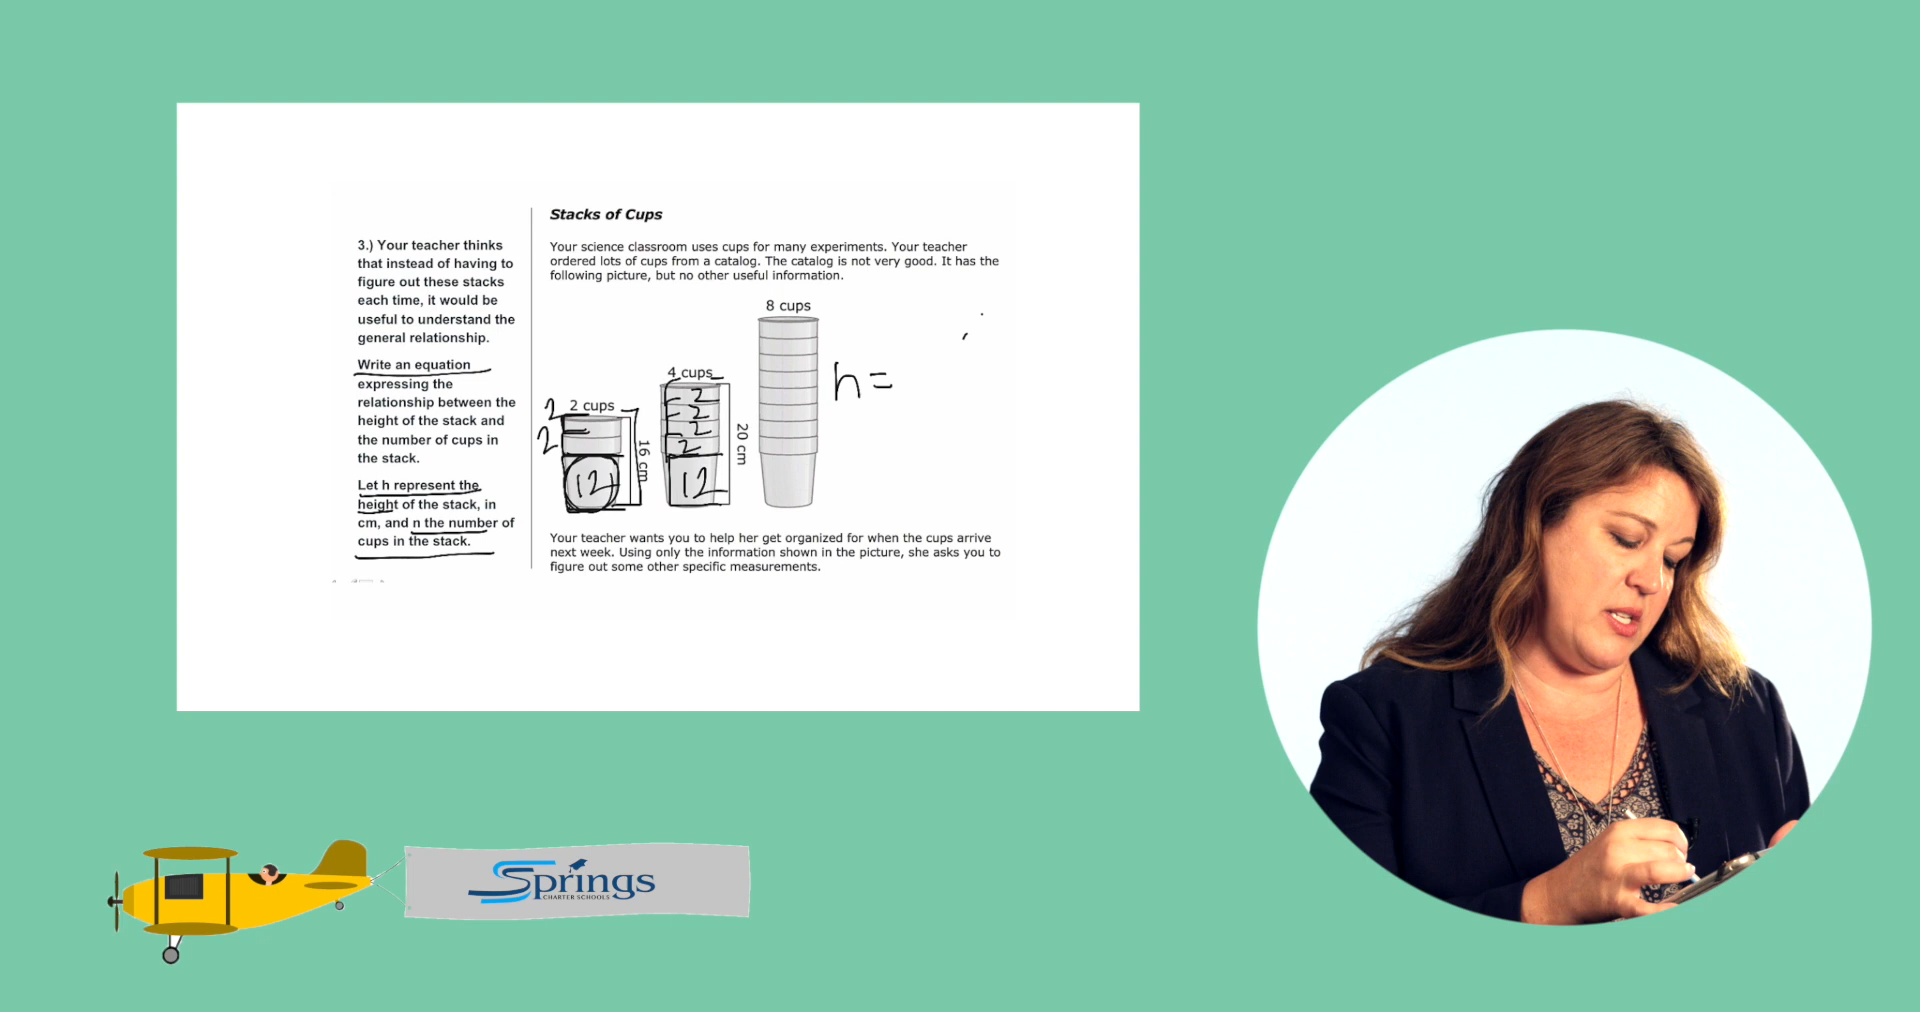 Stacks of Cups
3.) Your teacher thinks
that instead of having to
figure out these stacks
each time, it would be
useful to understand the
general relationship.
Write an equation
expressing the
relationship between the
height of the stack and
the number of cups in
the stack.
Let h represent the
height of the stack, in
cm, and n the number of
cups in the stack.
Your science classroom uses cups for many experiments. Your teacher
ordered lots of cups from a catalog. The catalog is not very good. It has the
following picture, but no other useful information.
8 cups
4 cups
2 cups
2
2
12
16 cm
2
2
2
2
12
20 cm
h =
Your teacher wants you to help her get organized for when the cups arrive
next week. Using only the information shown in the picture, she asks you to
figure out some other specific measurements.
Springs
CHARTER SCHOOLS